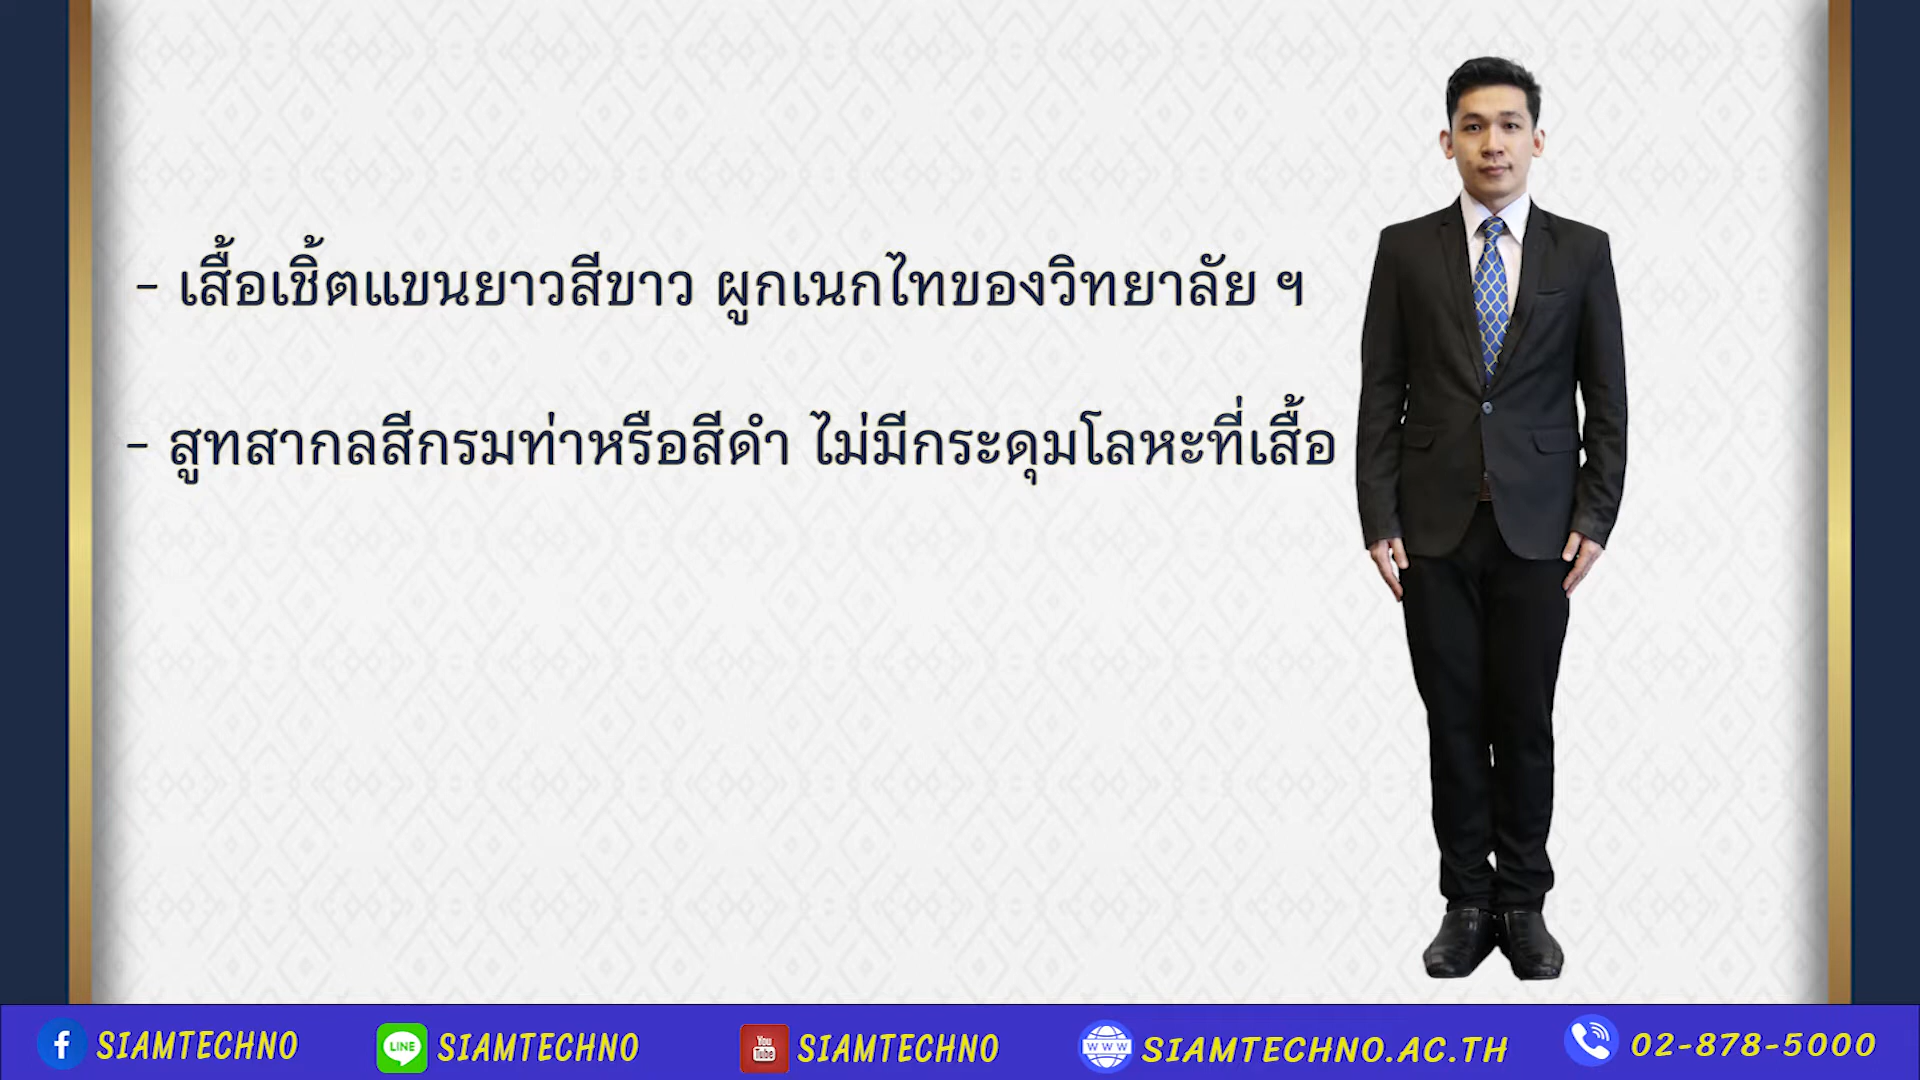 - เสื้อเชิ้ตแขนยาวสีขาว ผูกเนกไทของวิทยาลัย ฯ
- สูทสากลสีกรมท่าหรือสีดำ ไม่มีกระดุมโลหะที่เสื้อ
f SIAMTECHNO LINE SIAMTECHNO You Tube SIAMTECHNO WWW SIAMTECHNO.AC.TH 02-878-5000